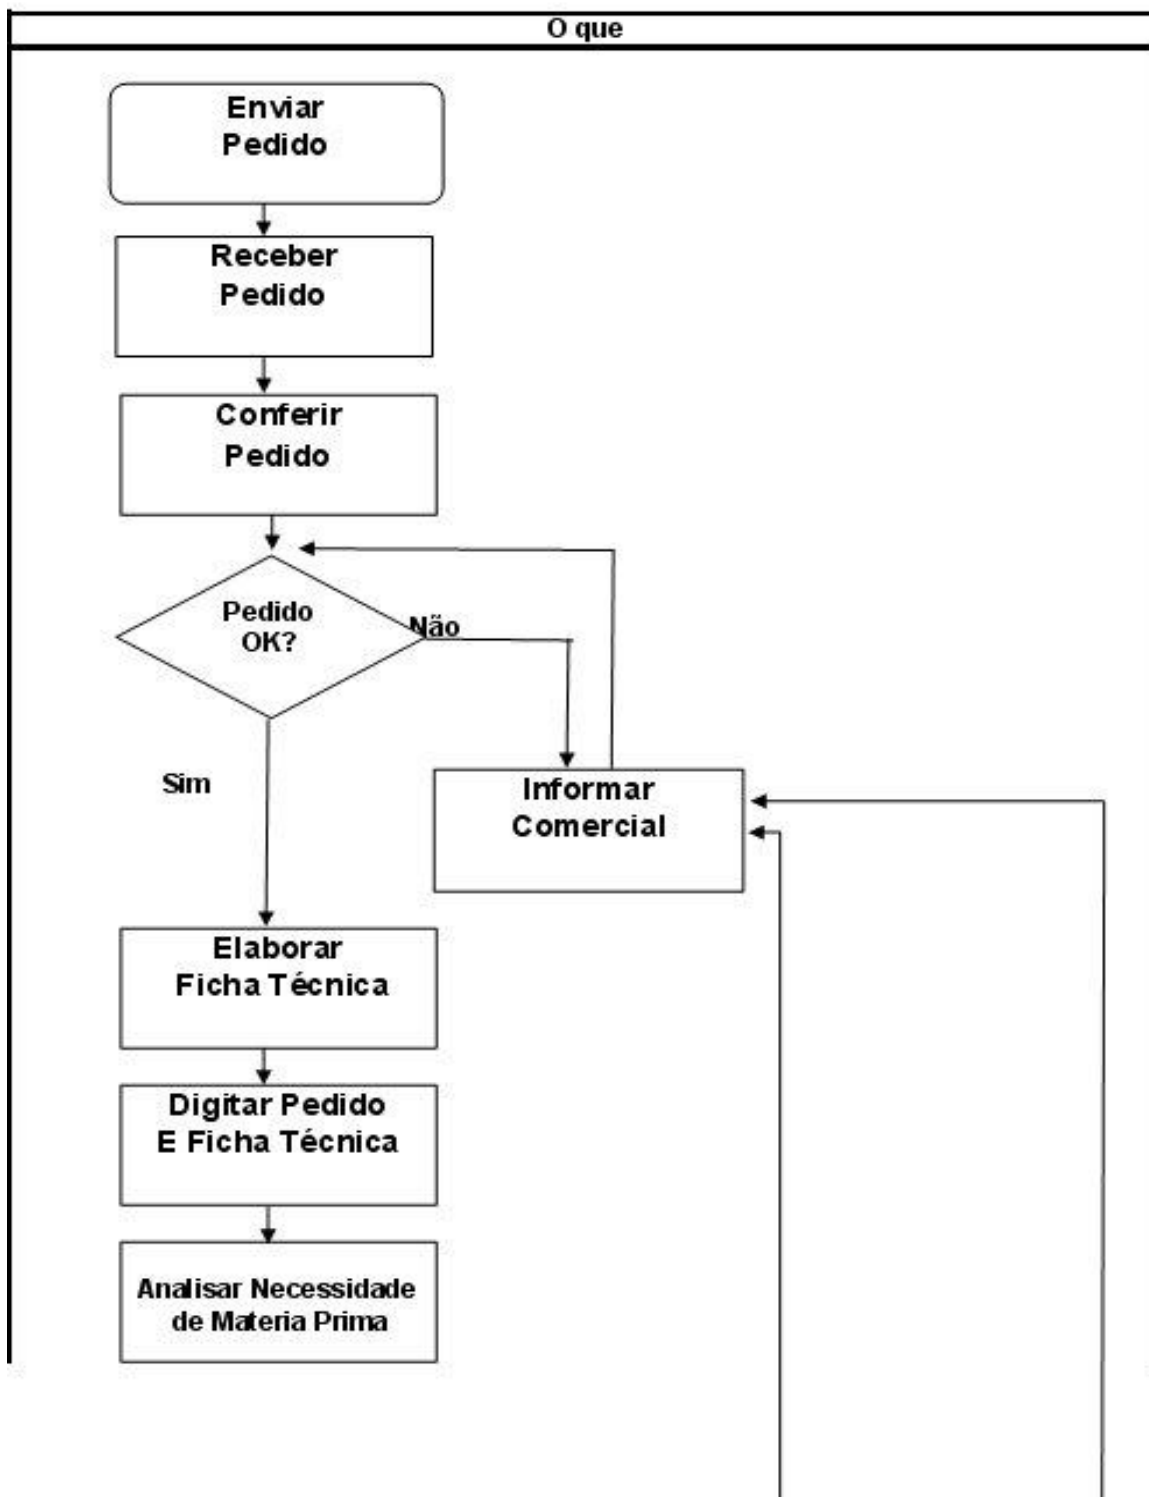 O que
Enviar
Pedido
Receber
Pedido
Conferir
Pedido
Pedido
OK?
Não
Sim
Informar
Comercial
Elaborar
Ficha Técnica
Digitar Pedido
E Ficha Técnica
Analisar Necessidade
de Materia Prima